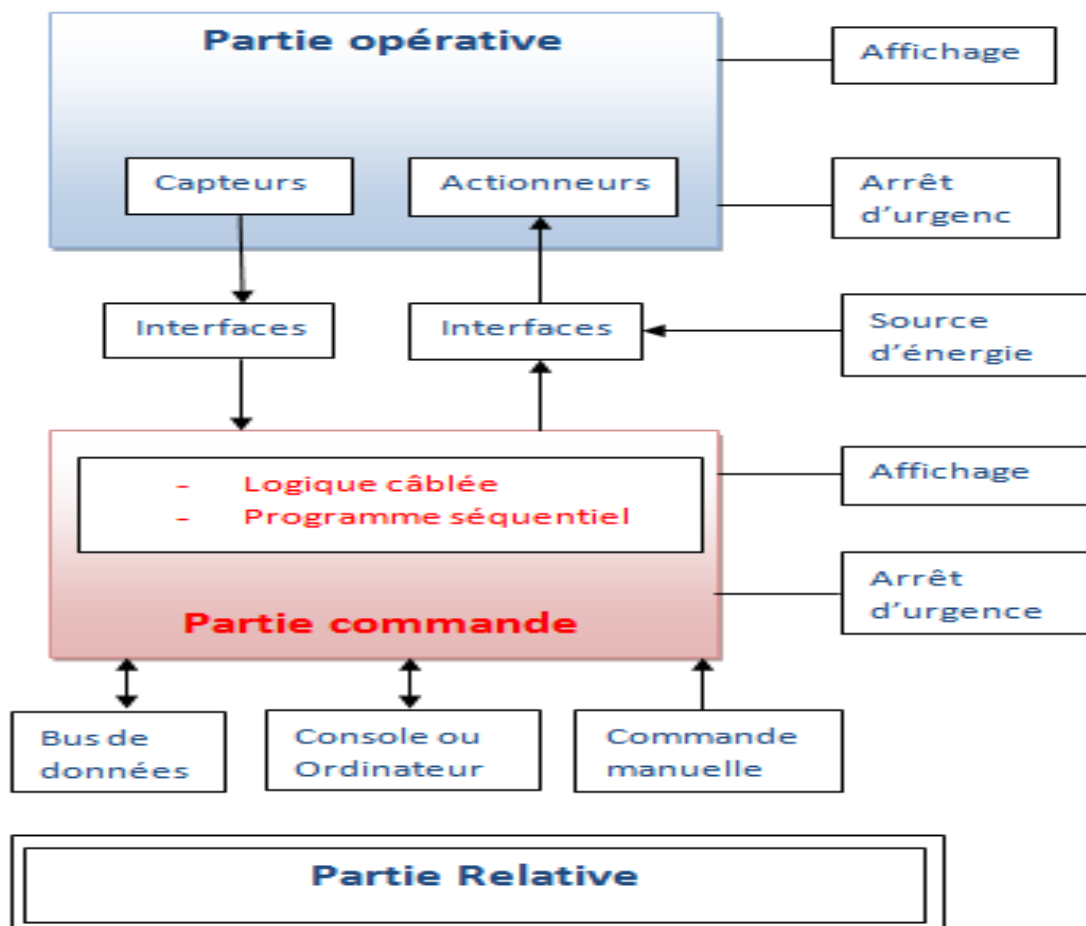 Partie opérative
Affichage
Capteurs
Actionneurs
Arrêt
d'urgenc
Interfaces
Interfaces
Source
d'énergie
- Logique câblée
- Programme séquentiel
Affichage
Arrêt
d'urgence
Partie commande
Bus de
données
Console ou
Ordinateur
Commande
manuelle
Partie Relative